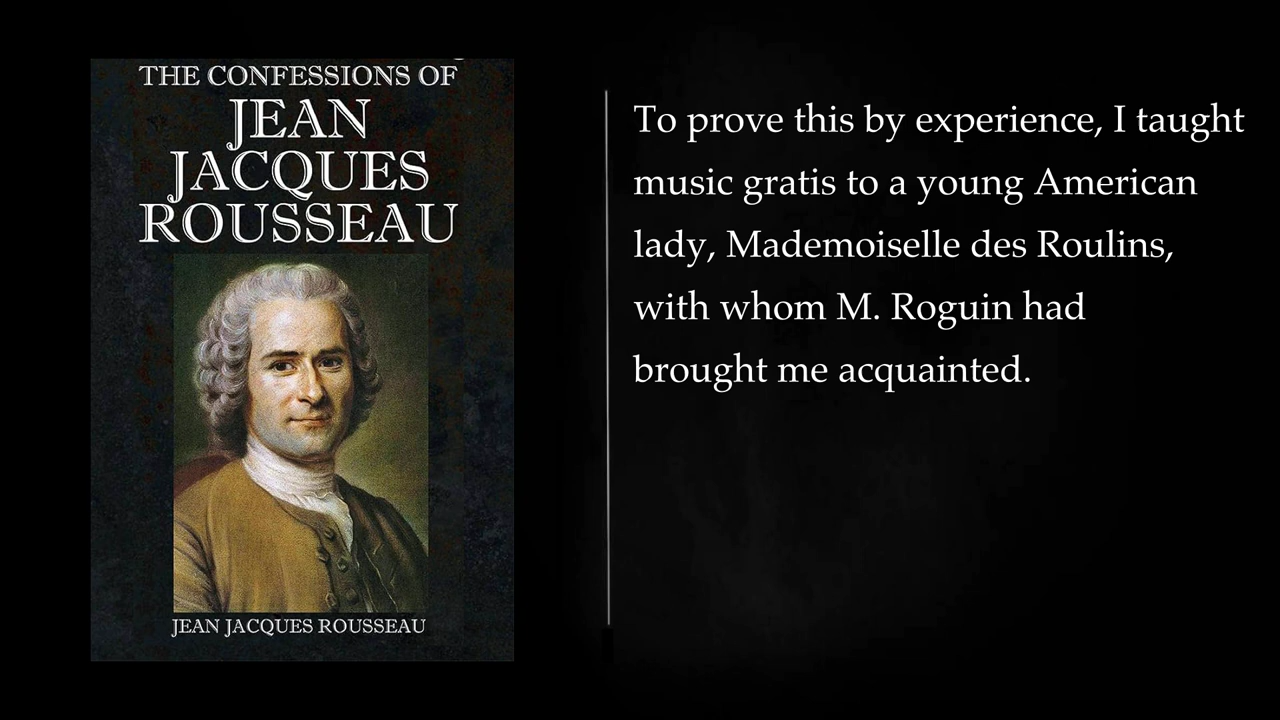 THE CONFESSIONS OF
JEAN
JACQUES
ROUSSEAU
JEAN JACQUES ROUSSEAU
To prove this by experience, I taught
music gratis to a young American
lady, Mademoiselle des Roulins,
with whom M. Roguin had
brought me acquainted.